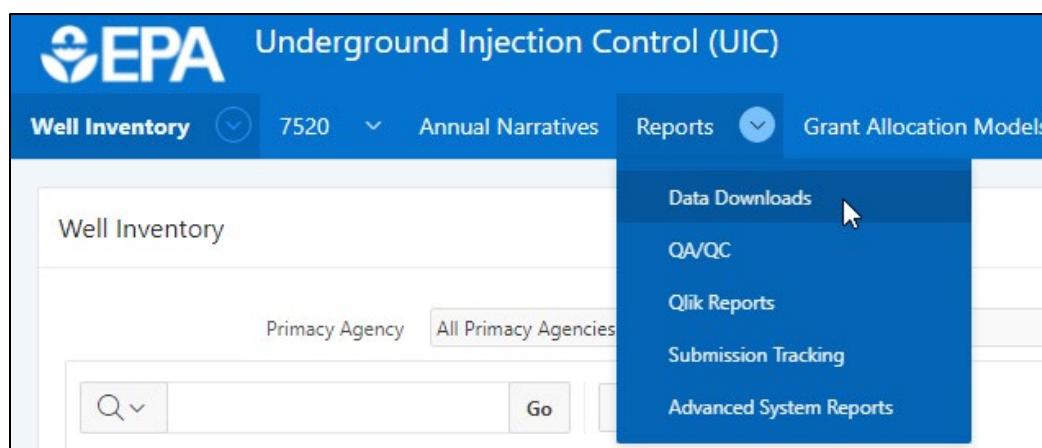 EPA Underground Injection Control (UIC)
Well Inventory 7520 Annual Narratives Reports Grant Allocation Models
Data Downloads
Well Inventory
QA/QC
Qlik Reports
Primacy Agency All Primacy Agencies
Submission Tracking
Go
Advanced System Reports